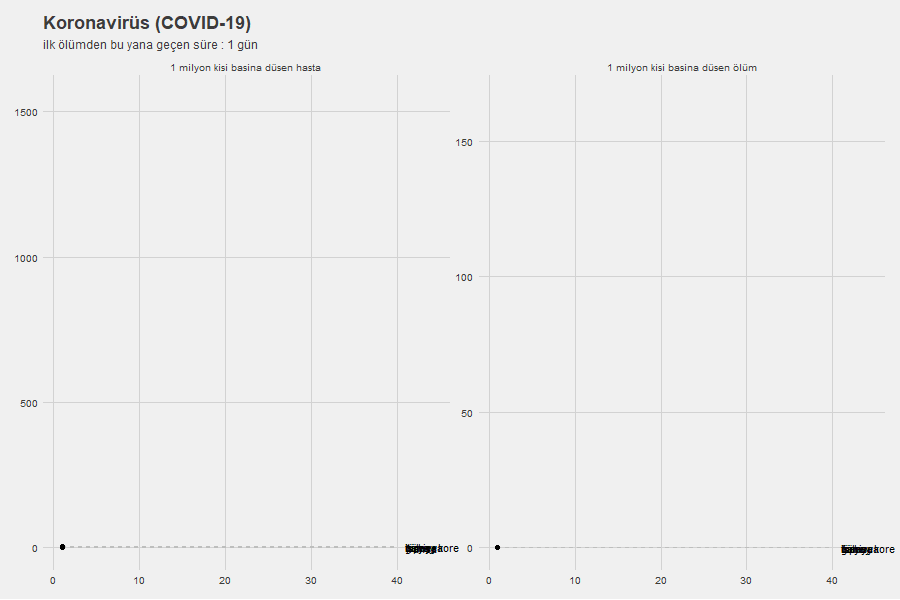 Koronavirüs (COVID-19)
ilk ölümden bu yana geçen süre : 1 gün
1 milyon kisi basina düsen hasta
1 milyon kisi basina düsen ölüm
1500
1000
500
0
0 10 20 30 40
150
100
50
0
0 10 20 30 40
kore
kore